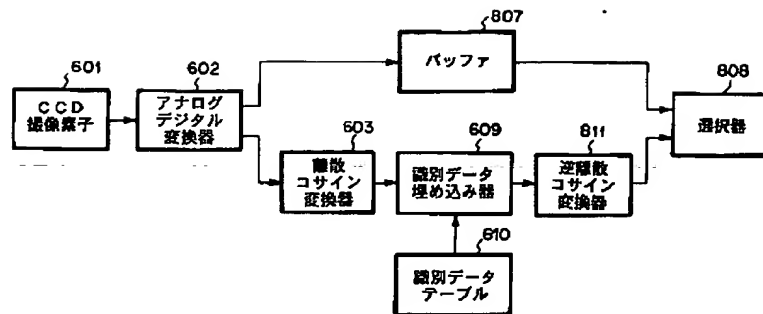 807
バッファ
601
CCD
撮像素子
602
アナログ
デジタル
変換器
808
選択器
603
離散
コサイン
変換器
609
識別データ
埋め込み器
811
逆離散
コサイン
変換器
610
識別データ
テーブル